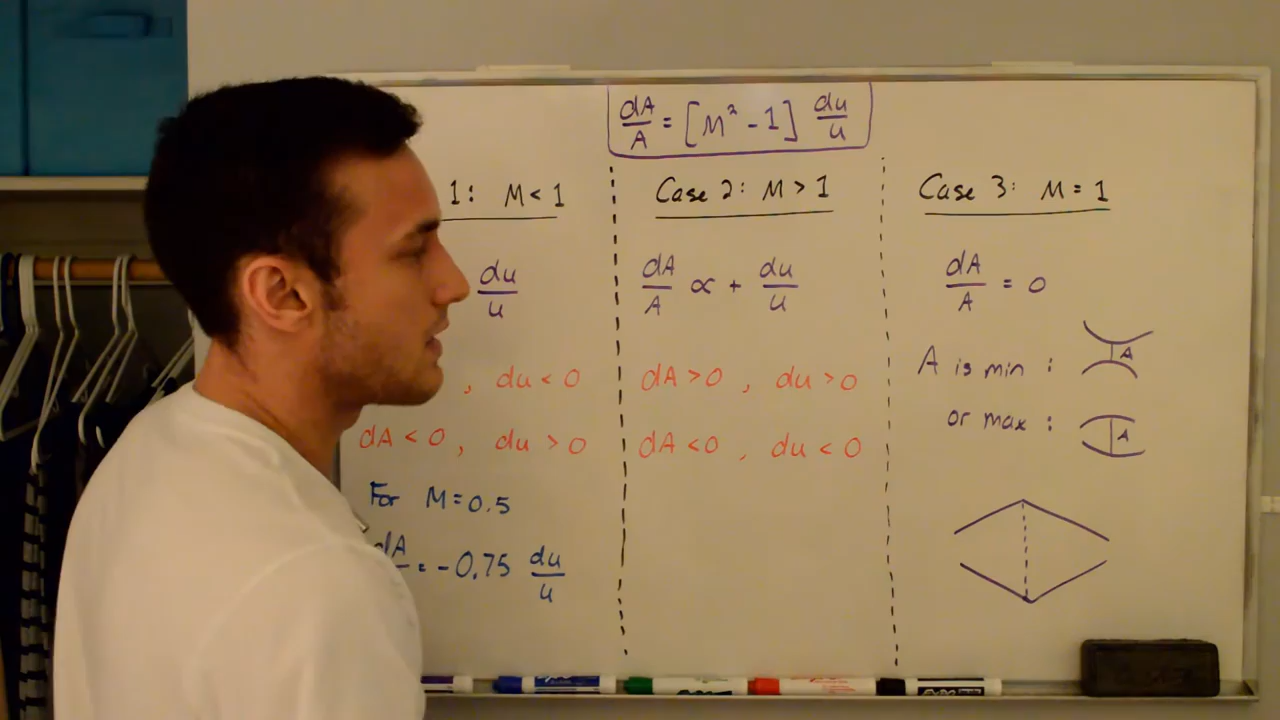 dA/A = [M² - 1] du/u
1: M < 1
du/u
, du < 0
dA < 0 , du > 0
For M = 0.5
dA = -0.75 du/u
Case 2: M > 1
dA/A ∝ + du/u
dA > 0 , du > 0
dA < 0 , du < 0
Case 3: M = 1
dA/A = 0
A is min : A
or max : A
EXPO